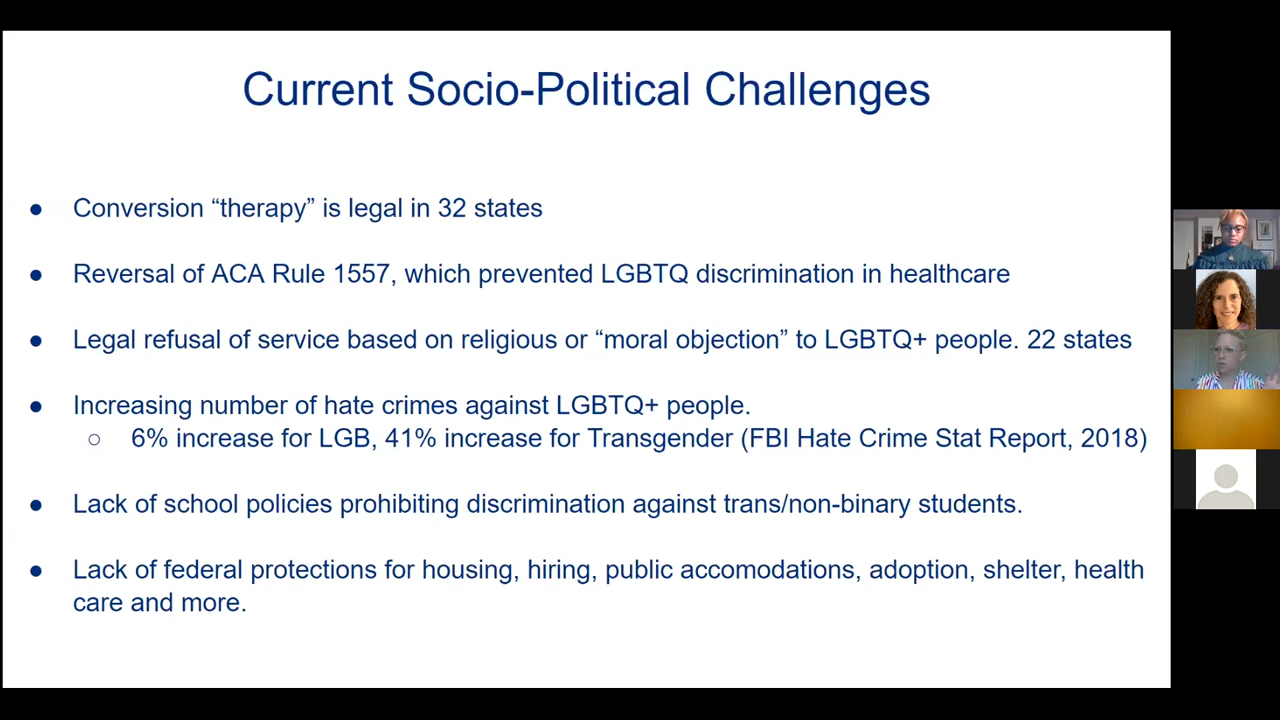 Current Socio-Political Challenges
● Conversion “therapy” is legal in 32 states
● Reversal of ACA Rule 1557, which prevented LGBTQ discrimination in healthcare
● Legal refusal of service based on religious or “moral objection” to LGBTQ+ people. 22 states
● Increasing number of hate crimes against LGBTQ+ people.
○ 6% increase for LGB, 41% increase for Transgender (FBI Hate Crime Stat Report, 2018)
● Lack of school policies prohibiting discrimination against trans/non-binary students.
● Lack of federal protections for housing, hiring, public accomodations, adoption, shelter, health
care and more.